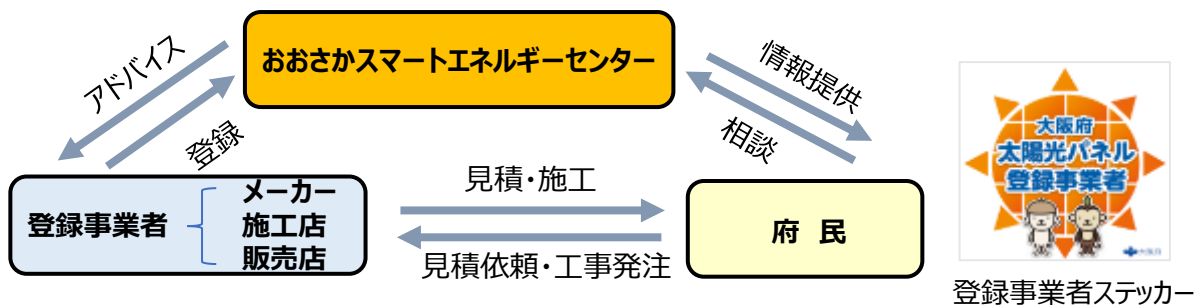 おおさかスマートエネルギーセンター
アドバイス
登録
情報提供
相談
登録事業者
メーカー
施工店
販売店
見積・施工
見積依頼・工事発注
府 民
大阪府
太陽光パネル
登録事業者
大阪府
登録事業者ステッカー